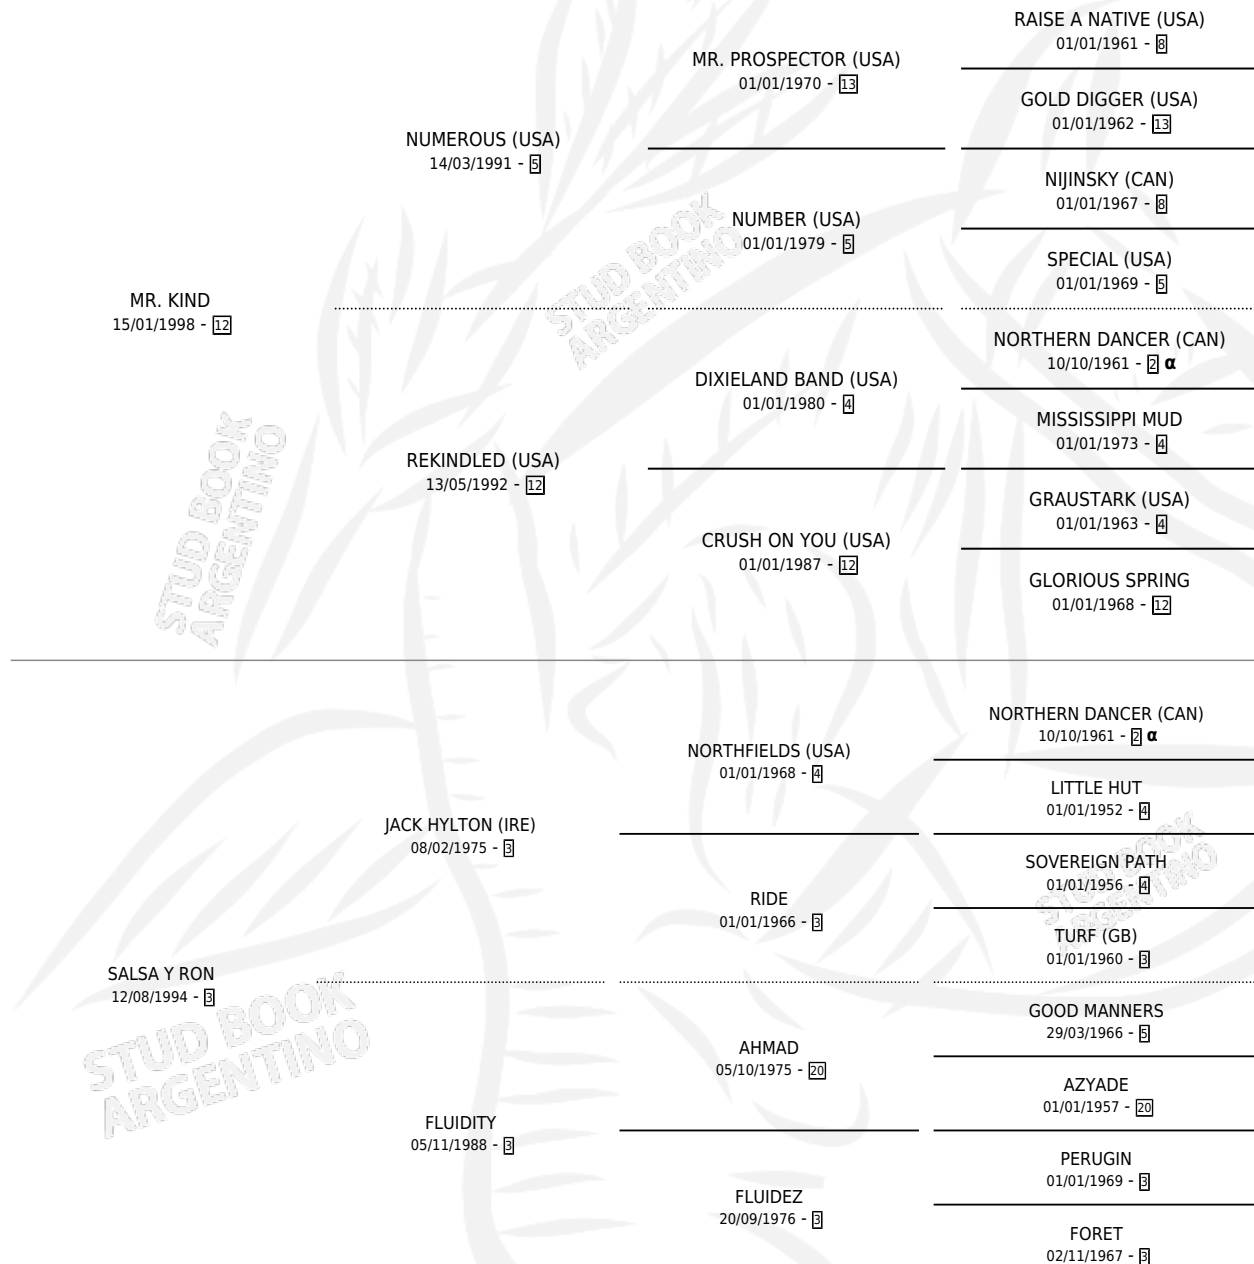 RAISE A NATIVE (USA)
01/01/1961 - 8
MR. PROSPECTOR (USA)
01/01/1970 - 13
GOLD DIGGER (USA)
01/01/1962 - 13
NUMEROUS (USA)
14/03/1991 - 5
NIJINSKY (CAN)
01/01/1967 - 8
NUMBER (USA)
01/01/1979 - 5
SPECIAL (USA)
01/01/1969 - 5
MR. KIND
15/01/1998 - 12
NORTHERN DANCER (CAN)
10/10/1961 - 2 α
DIXIELAND BAND (USA)
01/01/1980 - 4
MISSISSIPPI MUD
01/01/1973 - 4
REKINDLED (USA)
13/05/1992 - 12
GRAUSTARK (USA)
01/01/1963 - 4
CRUSH ON YOU (USA)
01/01/1987 - 12
GLORIOUS SPRING
01/01/1968 - 12
NORTHERN DANCER (CAN)
10/10/1961 - 2 α
NORTHFIELDS (USA)
01/01/1968 - 4
LITTLE HUT
01/01/1952 - 4
JACK HYLTON (IRE)
08/02/1975 - 3
SOVEREIGN PATH
01/01/1956 - 4
RIDE
01/01/1966 - 3
TURF (GB)
01/01/1960 - 3
SALSA Y RON
12/08/1994 - 3
GOOD MANNERS
29/03/1966 - 5
AHMAD
05/10/1975 - 20
AZYADE
01/01/1957 - 20
FLUIDITY
05/11/1988 - 3
PERUGIN
01/01/1969 - 3
FLUIDEZ
20/09/1976 - 3
FORET
02/11/1967 - 3
STUD BOOK
ARGENTINO
STUD BOOK
ARGENTINO
STUD BOOK
ARGENTINO
STUD BOOK
ARGENTINO